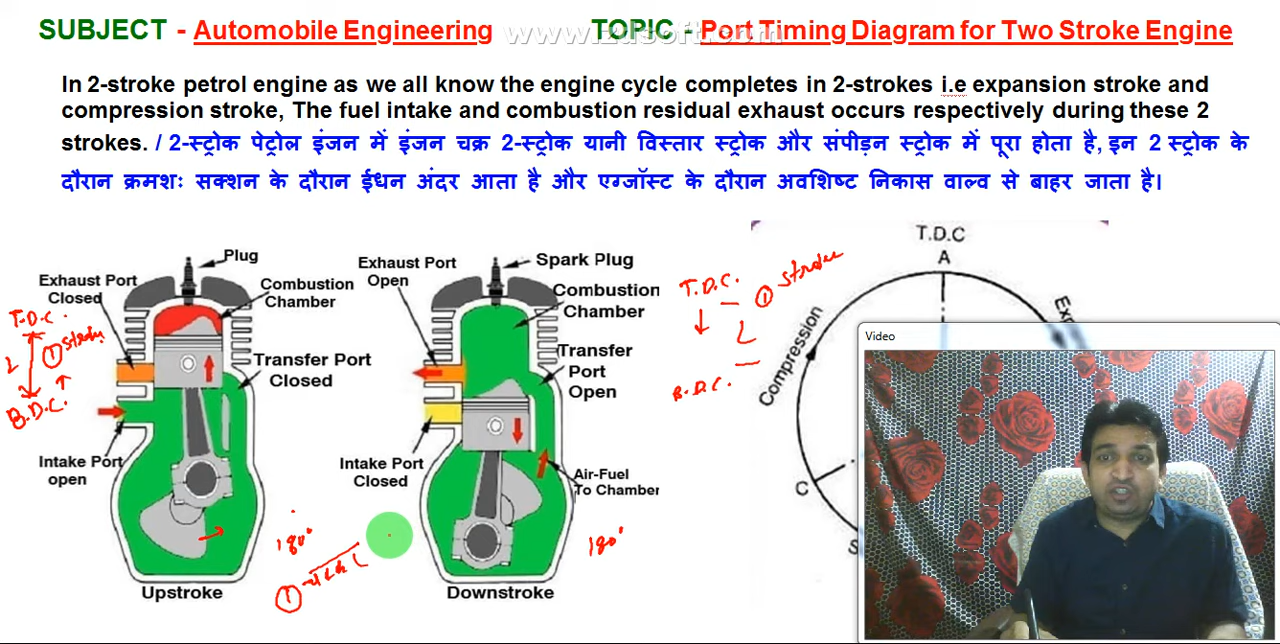 SUBJECT - Automobile Engineering TOPIC - Port Timing Diagram for Two Stroke Engine
In 2-stroke petrol engine as we all know the engine cycle completes in 2-strokes i.e expansion stroke and
compression stroke, The fuel intake and combustion residual exhaust occurs respectively during these 2
strokes. / 2-स्ट्रोक पेट्रोल इंजन में इंजन चक्र 2-स्ट्रोक यानी विस्तार स्ट्रोक और संपीड़न स्ट्रोक में पूरा होता है, इन 2 स्ट्रोक के
दौरान क्रमशः सक्शन के दौरान ईधन अंदर आता है और एग्जॉस्ट के दौरान अवशिष्ट निकास वाल्व से बाहर जाता है।
Plug
Exhaust Port
Closed
Combustion
Chamber
T.D.C.
① stroke
L
B.D.C.
Transfer Port
Closed
Intake Port
open
180°
①
Upstroke
Exhaust Port
Open
Spark Plug
Combustion
Chamber
Transfer
Port
Open
Intake Port
Closed
Air-Fuel
To Chamber
180°
Downstroke
T.D.C.
① stroke
L
B.D.C.
T.D.C
A
Compression
C
Video